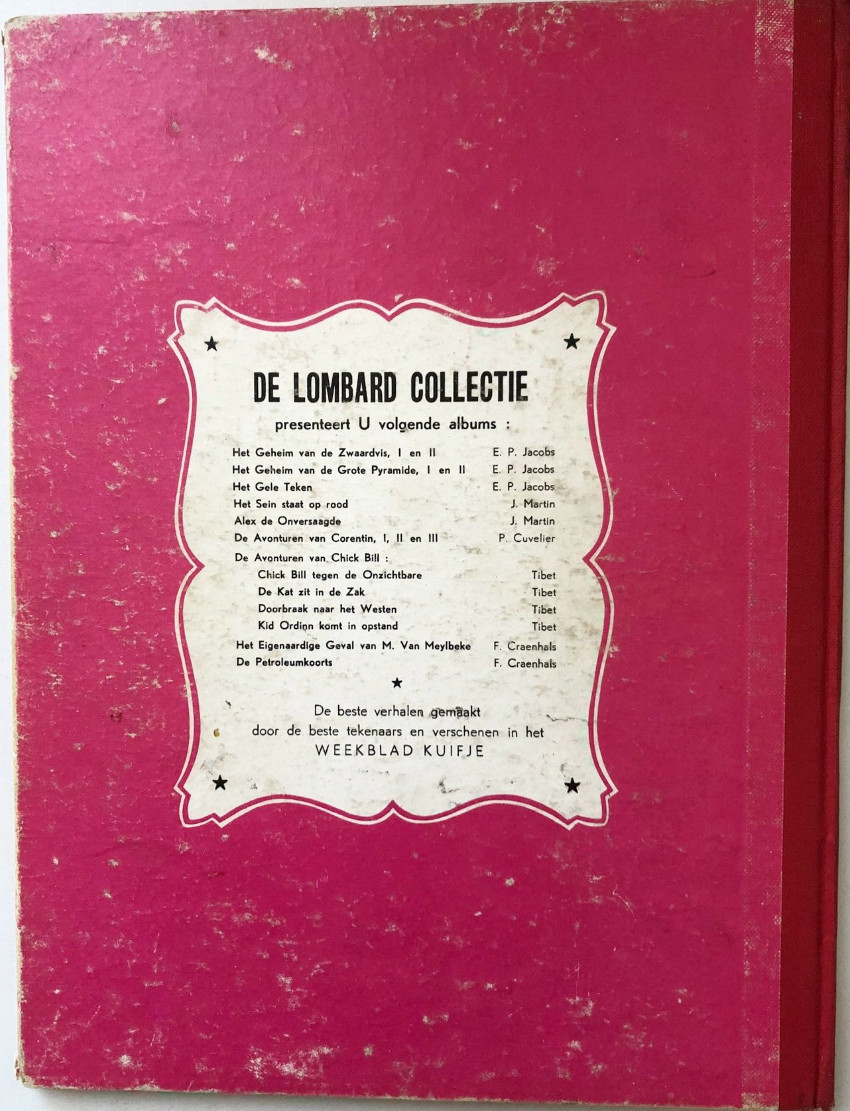 DE LOMBARD COLLECTIE
presenteert U volgende albums :
Het Geheim van de Zwaardvis, I en II E. P. Jacobs
Het Geheim van de Grote Pyramide, I en II E. P. Jacobs
Het Gele Teken E. P. Jacobs
Het Sein staat op rood J. Martin
Alex de Onversaagde J. Martin
De Avonturen van Corentin, I, II en III P. Cuvelier
De Avonturen van Chick Bill :
Chick Bill tegen de Onzichtbare Tibet
De Kat zit in de Zak Tibet
Doorbraak naar het Westen Tibet
Kid Ordinn komt in opstand Tibet
Het Eigenaardige Geval van M. Van Meylbeke F. Craenhals
De Petroleumkoorts F. Craenhals
De beste verhalen gemaakt
door de beste tekenaars en verschenen in het
WEEKBLAD KUIFJE